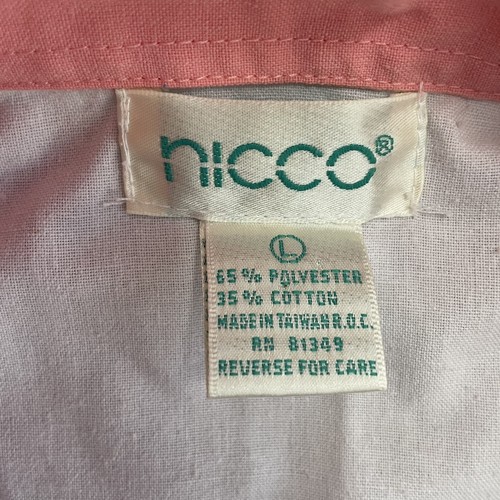 nicco®
L
65% POLYESTER
35% COTTON
MADE IN TAIWAN R.O.C.
RN 81349
REVERSE FOR CARE